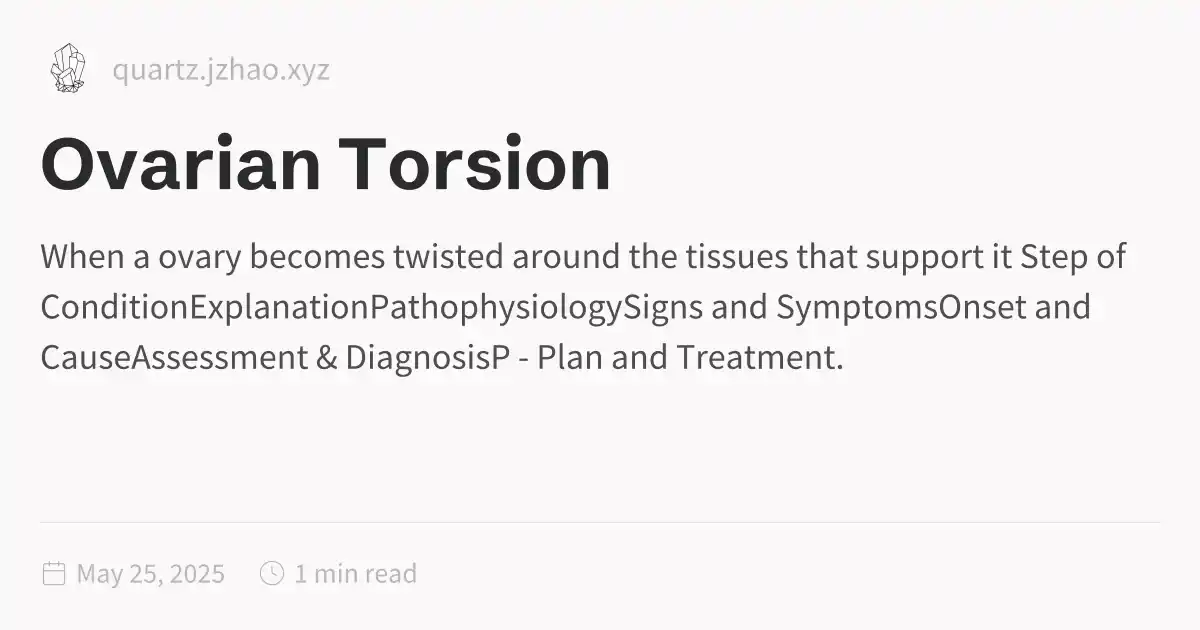 quartz.jzhao.xyz
Ovarian Torsion
When a ovary becomes twisted around the tissues that support it Step of
ConditionExplanationPathophysiologySigns and SymptomsOnset and
CauseAssessment & DiagnosisP - Plan and Treatment.
May 25, 2025 1 min read